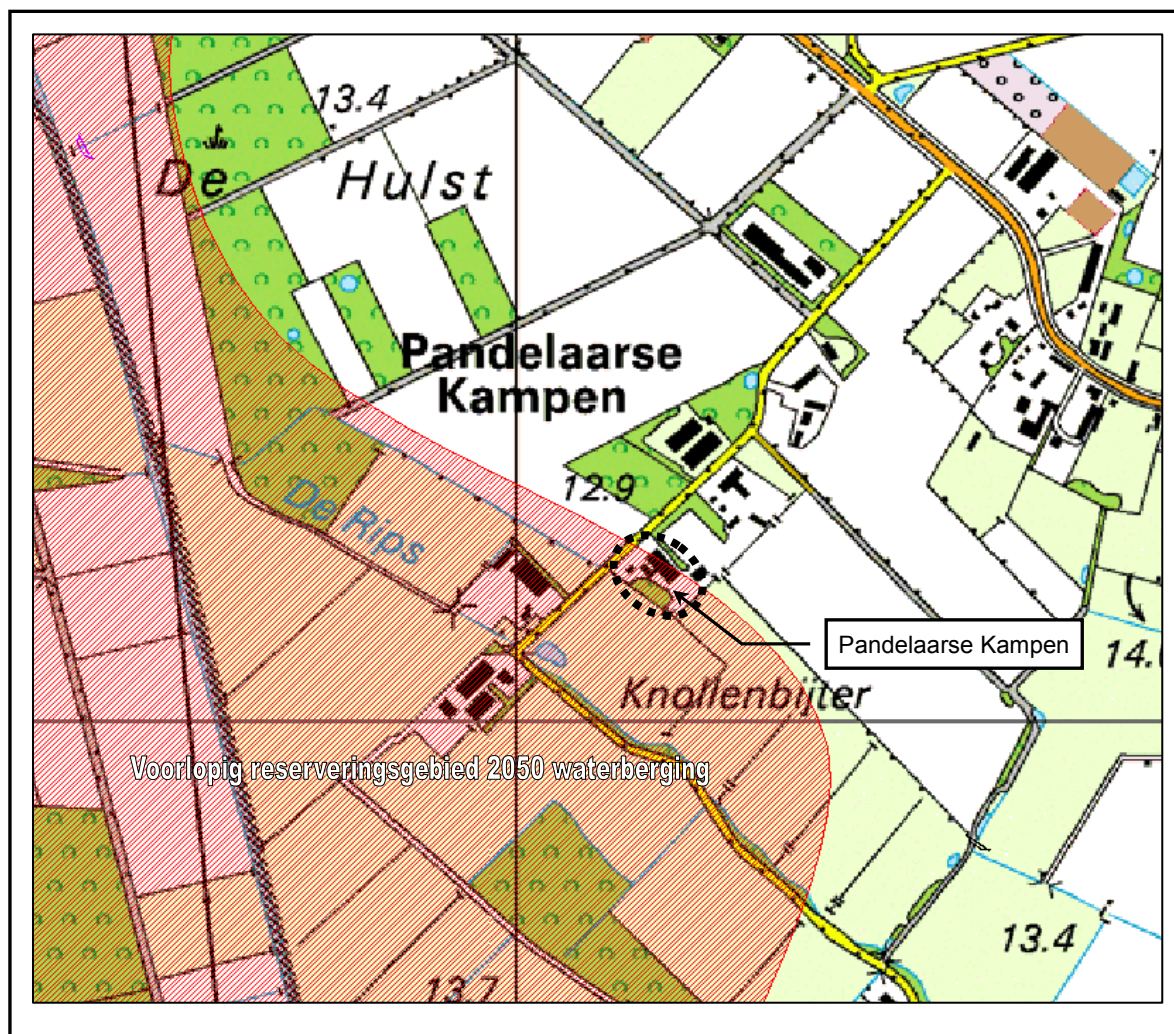 13.4
De Hulst
Pandelaarse
Kampen
12.9
De Rips
Pandelaarse Kampen
Knollenbijter
Voorlopig reserveringsgebied 2050 waterberging
13.4
13.7